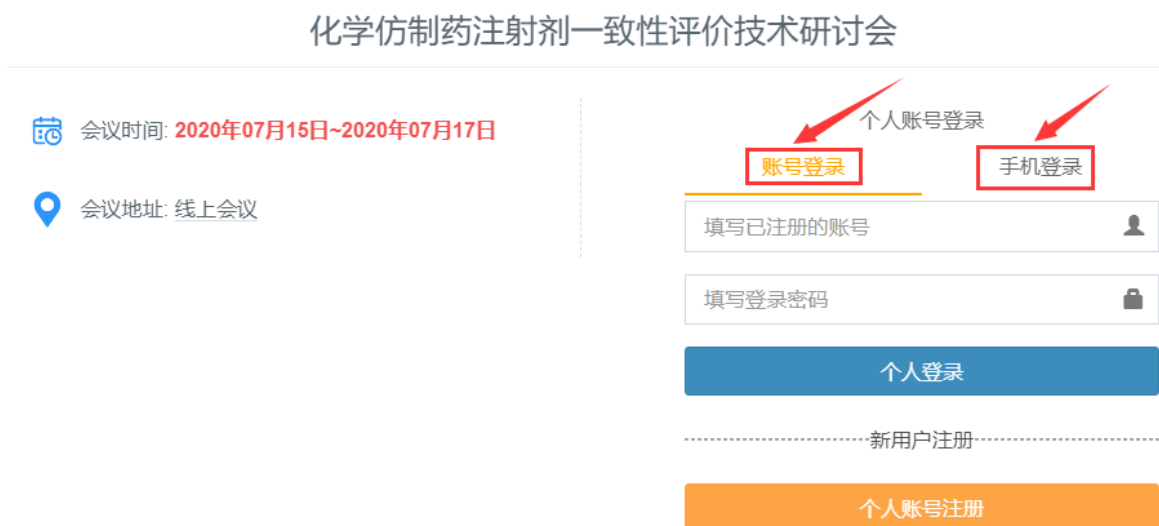 化学仿制药注射剂一致性评价技术研讨会
会议时间: 2020年07月15日~2020年07月17日
会议地址: 线上会议
个人账号登录
账号登录
手机登录
填写已注册的账号
填写登录密码
个人登录
新用户注册
个人账号注册